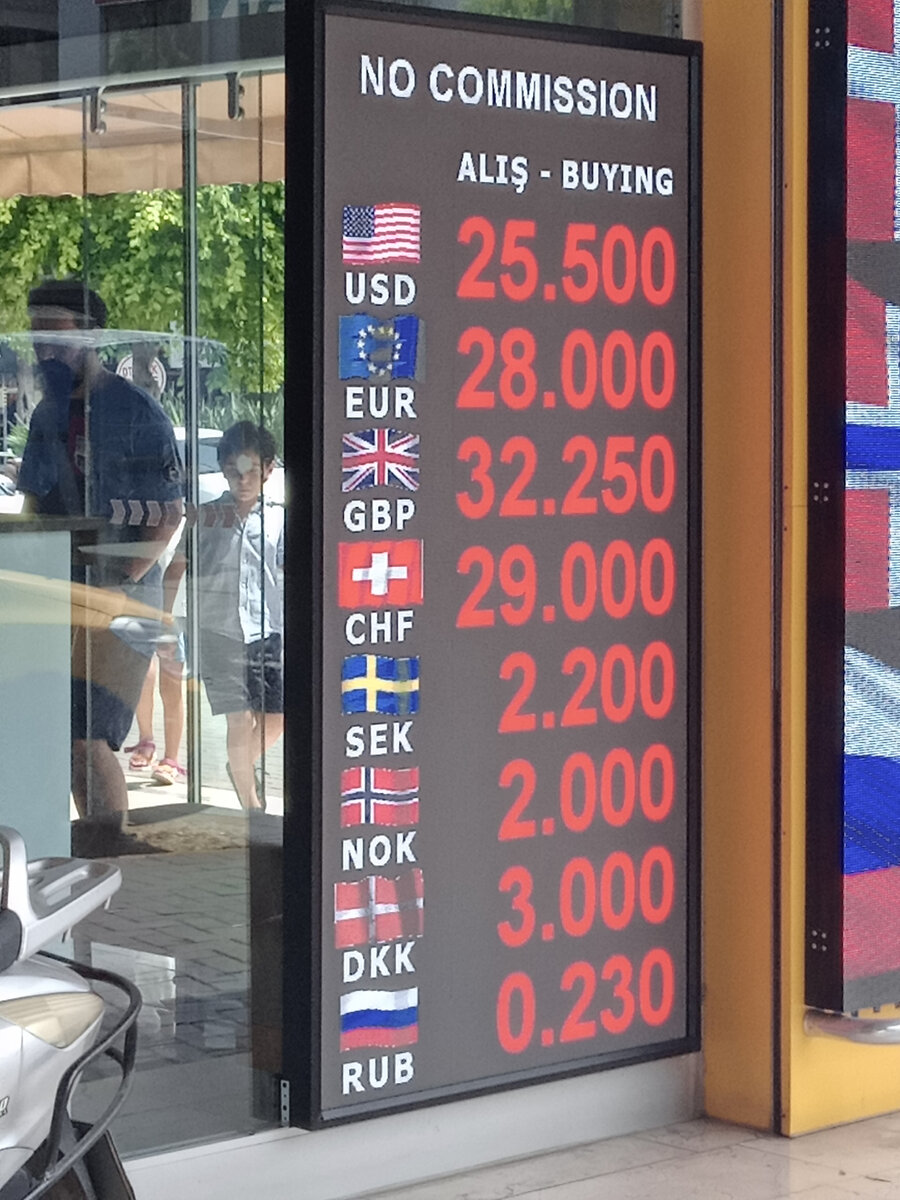 NO COMMISSION
ALIŞ - BUYING
USD 25.500
EUR 28.000
GBP 32.250
CHF 29.000
SEK 2.200
NOK 2.000
DKK 3.000
RUB 0.230